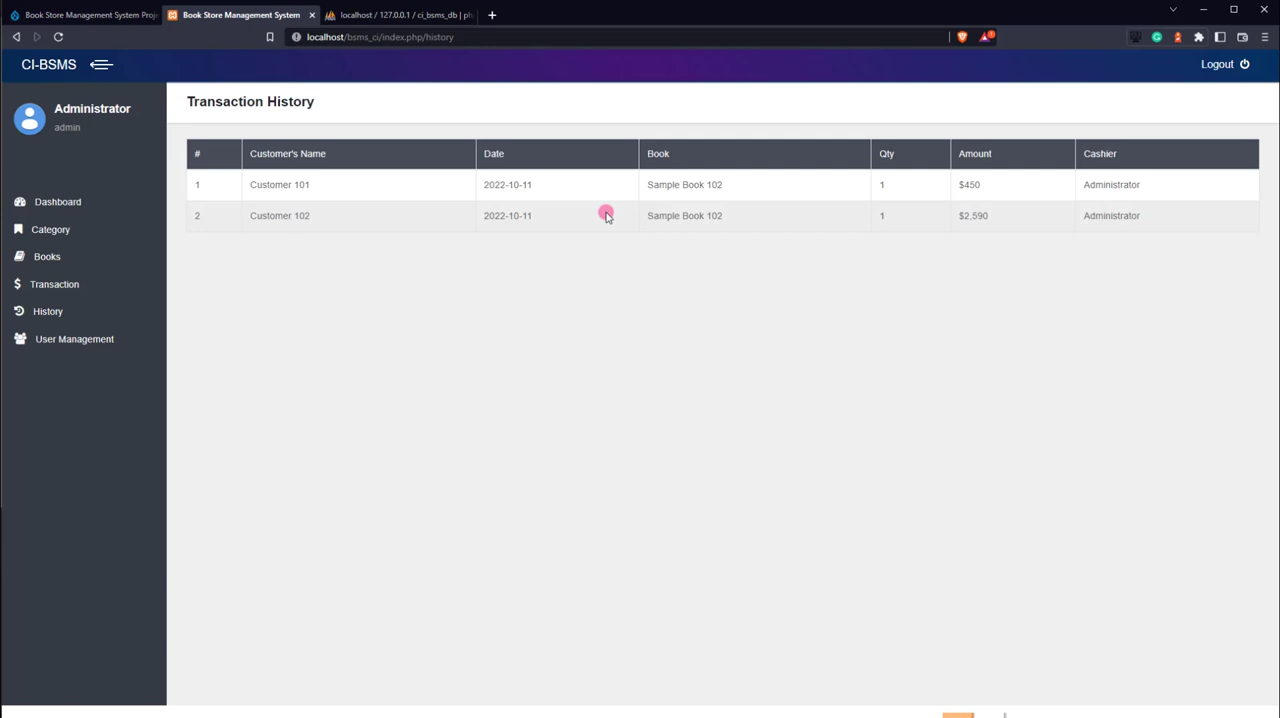 Book Store Management System Proj
Book Store Management System
localhost / 127.0.0.1 / ci_bsms_db | ph
localhost/bsms_ci/index.php/history
CI-BSMS
Logout
Administrator
admin
Dashboard
Category
Books
Transaction
History
User Management
Transaction History
# Customer's Name Date Book Qty Amount Cashier
1 Customer 101 2022-10-11 Sample Book 102 1 $450 Administrator
2 Customer 102 2022-10-11 Sample Book 102 1 $2,590 Administrator